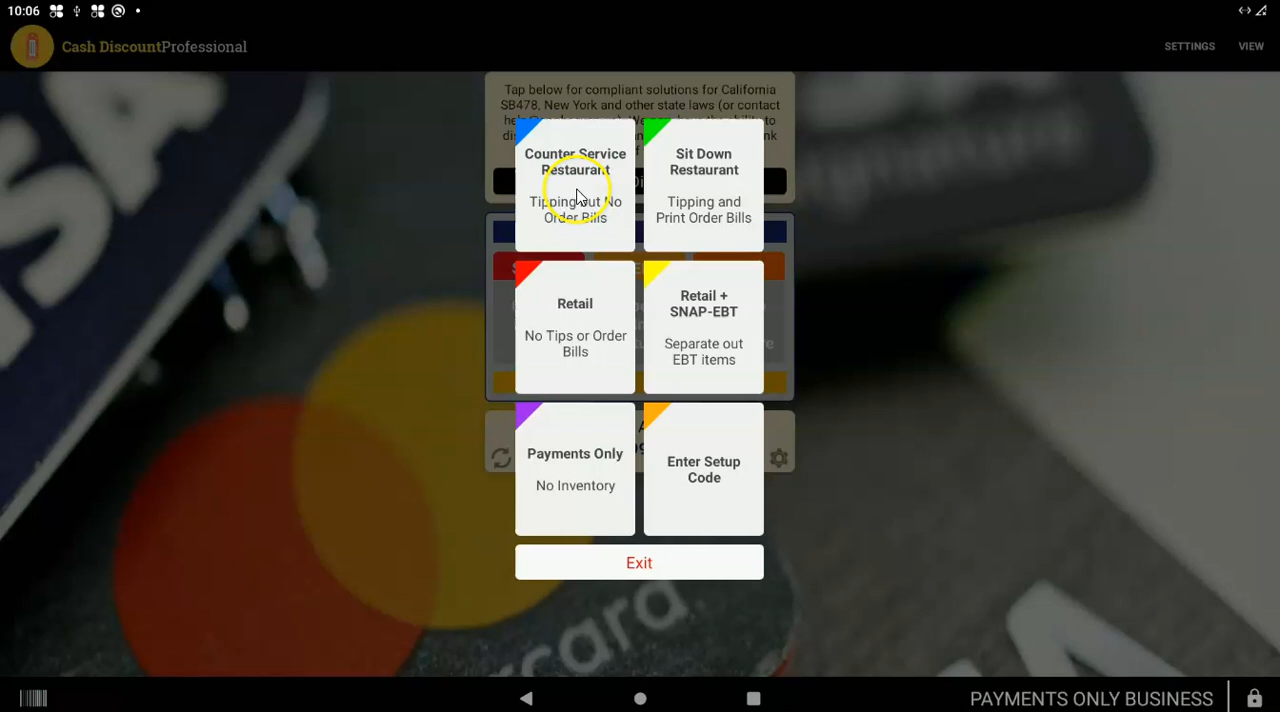 10:06
Cash DiscountProfessional
SETTINGS
VIEW
Tap below for compliant solutions for California
SB478, New York and other state laws (or contact
Counter Service
Restaurant
Tipping but No
Order Bills
Sit Down
Restaurant
Tipping and
Print Order Bills
Retail
No Tips or Order
Bills
Retail +
SNAP-EBT
Separate out
EBT items
Payments Only
No Inventory
Enter Setup
Code
Exit
PAYMENTS ONLY BUSINESS